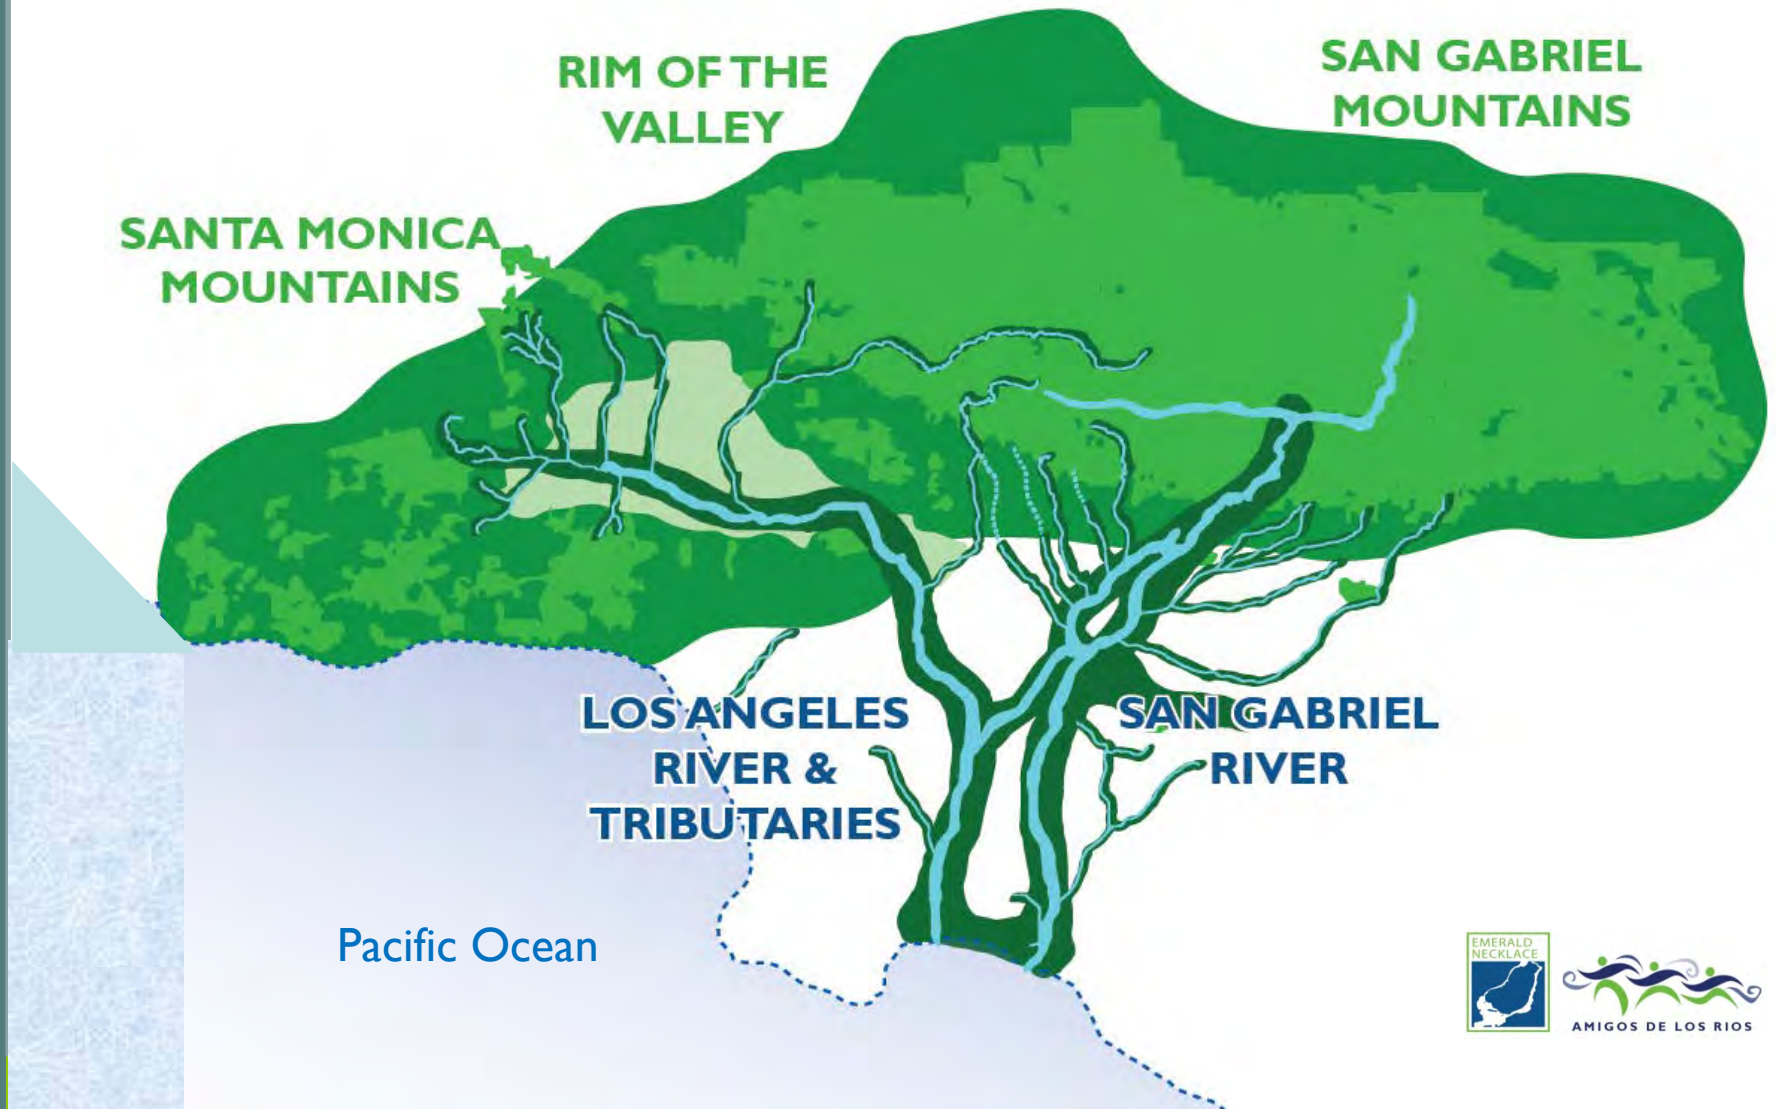 RIM OF THE
VALLEY
SAN GABRIEL
MOUNTAINS
SANTA MONICA
MOUNTAINS
LOS ANGELES
RIVER &
TRIBUTARIES
SAN GABRIEL
RIVER
Pacific Ocean
EMERALD
NECKLACE
AMIGOS DE LOS RIOS